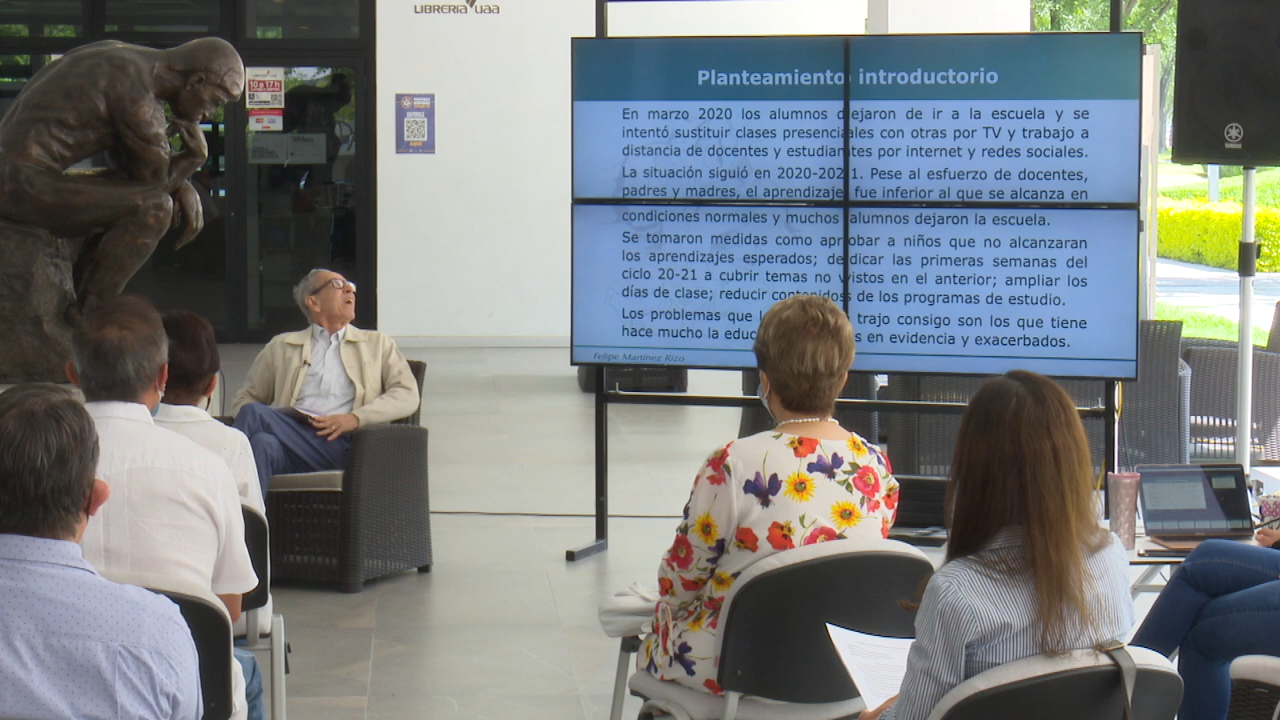 LIBRERÍA UAA
10 a 17 h
Planteamiento introductorio
En marzo 2020 los alumnos dejaron de ir a la escuela y se
intentó sustituir clases presenciales con otras por TV y trabajo a
distancia de docentes y estudiantes por internet y redes sociales.
La situación siguió en 2020-2021. Pese al esfuerzo de docentes,
padres y madres, el aprendizaje fue inferior al que se alcanza en
condiciones normales y muchos alumnos dejaron la escuela.
Se tomaron medidas como aprobar a niños que no alcanzaran
los aprendizajes esperados; dedicar las primeras semanas del
ciclo 20-21 a cubrir temas no vistos en el anterior; ampliar los
días de clase; reducir contenidos de los programas de estudio.
Los problemas que trajo consigo son los que tiene
hace mucho la en evidencia y exacerbados.
Felipe Martínez Rizo
YAMAHA